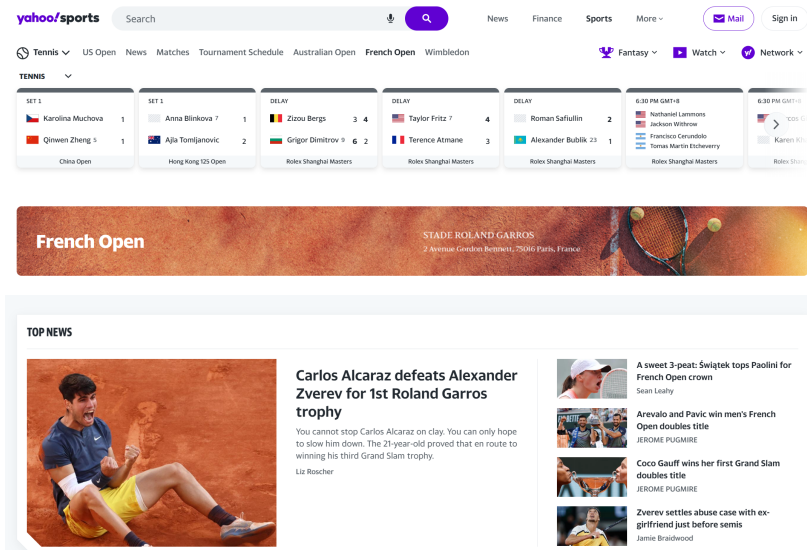 yahoo!sports
Search
News Finance Sports More
Mail
Sign in
Tennis US Open News Matches Tournament Schedule Australian Open French Open Wimbledon
Fantasy Watch Network
TENNIS
SET 1
Karolina Muchova 1
Qinwen Zheng 5 1
China Open
SET 1
Anna Blinkova 7 1
Ajla Tomljanovic 2
Hong Kong 125 Open
DELAY
Zizou Bergs 3 4
Grigor Dimitrov 9 6 2
Rolex Shanghai Masters
DELAY
Taylor Fritz 7 4
Terence Atmane 3
Rolex Shanghai Masters
DELAY
Roman Safiullin 2
Alexander Bublik 23 1
Rolex Shanghai Masters
6:30 PM GMT+8
Nathaniel Lammons
Jackson Withrow
Francisco Cerundolo
Tomas Martin Etcheverry
Rolex Shanghai Masters
6:30 PM GMT+8
Karen Kh
Rolex Shan
French Open
STADE ROLAND GARROS
2 Avenue Gordon Bennett, 75016 Paris, France
TOP NEWS
Carlos Alcaraz defeats Alexander
Zverev for 1st Roland Garros
trophy
You cannot stop Carlos Alcaraz on clay. You can only hope
to slow him down. The 21-year-old proved that en route to
winning his third Grand Slam trophy.
Liz Roscher
A sweet 3-peat: Świątek tops Paolini for
French Open crown
Sean Leahy
Arevalo and Pavic win men's French
Open doubles title
JEROME PUGMIRE
Coco Gauff wins her first Grand Slam
doubles title
JEROME PUGMIRE
Zverev settles abuse case with ex-
girlfriend just before semis
Jamie Braidwood